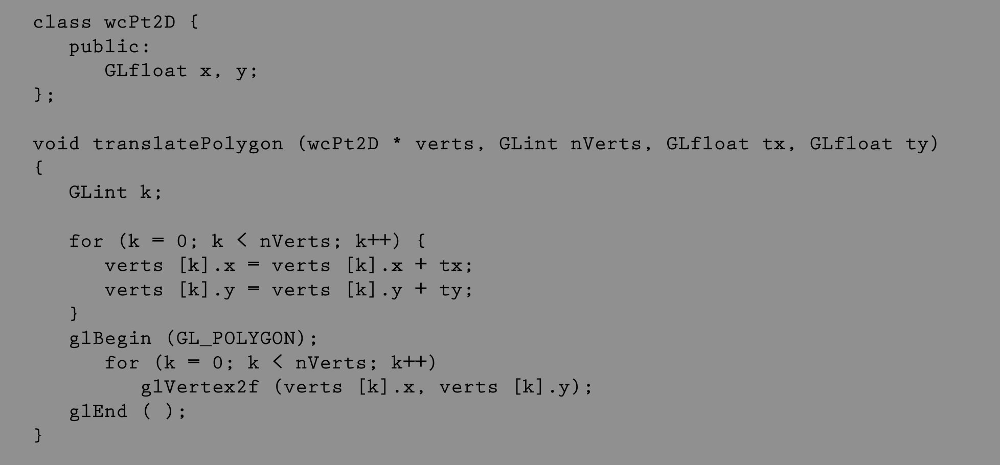 class wcPt2D {
   public:
      GLfloat x, y;
};

void translatePolygon (wcPt2D * verts, GLint nVerts, GLfloat tx, GLfloat ty)
{
   GLint k;

   for (k = 0; k < nVerts; k++) {
      verts [k].x = verts [k].x + tx;
      verts [k].y = verts [k].y + ty;
   }
   glBegin (GL_POLYGON);
      for (k = 0; k < nVerts; k++)
         glVertex2f (verts [k].x, verts [k].y);
   glEnd ( );
}